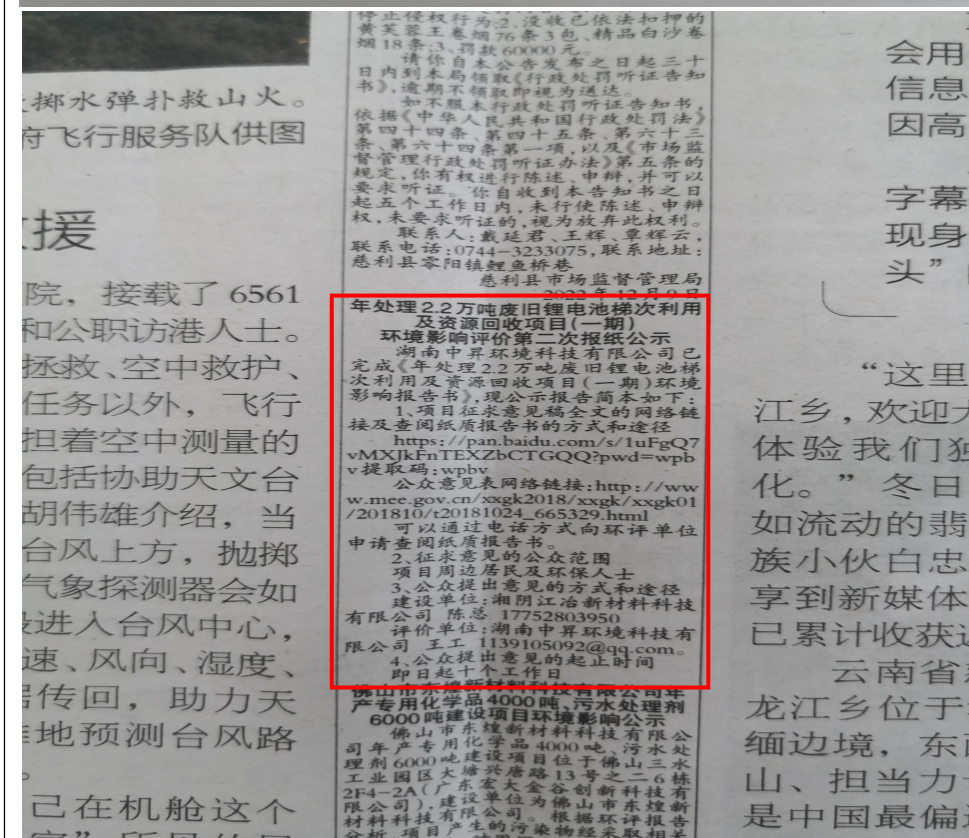 停止侵权行为;2、没收已依法扣押的
黄芙蓉王卷烟76条3包、精品白沙卷
烟18条;3、罚款60000元。
请你自本公告发布之日起三十
日内到本局领取《行政处罚听证告知
书》,逾期不领取即视为送达。
如不服本行政处罚听证告知书,
依据《中华人民共和国行政处罚法》
第四十四条、第四十五条、第六十三
条、第六十四条第一项,以及《市场监
督管理行政处罚听证办法》第五条的
规定,你有权进行陈述、申辩,并可以
要求听证。你自收到本告知书之日
起五个工作日内,未行使陈述、申辩
权,未要求听证的,视为放弃此权利。
联系人:戴延君、王辉、覃辉云,
联系电话:0744-3233075,联系地址:
慈利县零阳镇鲤鱼桥巷
慈利县市场监督管理局
2022年12月9日
年处理2.2万吨废旧锂电池梯次利用
及资源回收项目(一期)
环境影响评价第二次报纸公示
湖南中昇环境科技有限公司已
完成《年处理2.2万吨废旧锂电池梯
次利用及资源回收项目(一期)环境
影响报告书》,现公示报告简本如下:
1、项目征求意见稿全文的网络链
接及查阅纸质报告书的方式和途径
https://pan.baidu.com/s/1uFgQ7
vMXJkFnTEXZbCTGQQ?pwd=wpb
v 提取码:wpbv
公众意见表网络链接:http://ww
w.mee.gov.cn/xxgk2018/xxgk/xxgk01
/201810/t20181024_665329.html
可以通过电话方式向环评单位
申请查阅纸质报告书。
2、征求意见的公众范围
项目周边居民及环保人士
3、公众提出意见的方式和途径
建设单位:湘阴江冶新材料科技
有限公司 陈总 17752803950
评价单位:湖南中昇环境科技有
限公司 王工 1139105092@qq.com。
4、公众提出意见的起止时间
即日起十个工作日
佛山市东煌新材料科技有限公司年
产专用化学品4000吨、污水处理剂
6000吨建设项目环境影响公示
佛山市东煌新材料科技有限公
司年产专用化学品4000吨、污水处
理剂6000吨建设项目位于佛山三水
工业园区大塘兴唐路13号之二6栋
2F4-2A(广东宏大金谷创新科技有
限公司),建设单位为佛山市东煌新
材料科技有限公司。根据环评报告
分析,项目产生的污染物经采取相关
掷水弹扑救山火。
府飞行服务队供图
援
院，接载了6561
和公职访港人士。
拯救、空中救护、
任务以外，飞行
担着空中测量的
包括协助天文台
胡伟雄介绍，当
台风上方，抛掷
气象探测器会如
进入台风中心，
速、风向、湿度、
传回，助力天
地预测台风路
。
己在机舱这个
会用
信息
因高
字幕
现身
头”
“这里
江乡，欢迎
体验我们独
化。”冬日
如流动的翡
族小伙白忠
享到新媒体
已累计收获
云南省
龙江乡位于
缅边境，东
山、担当力
是中国最偏